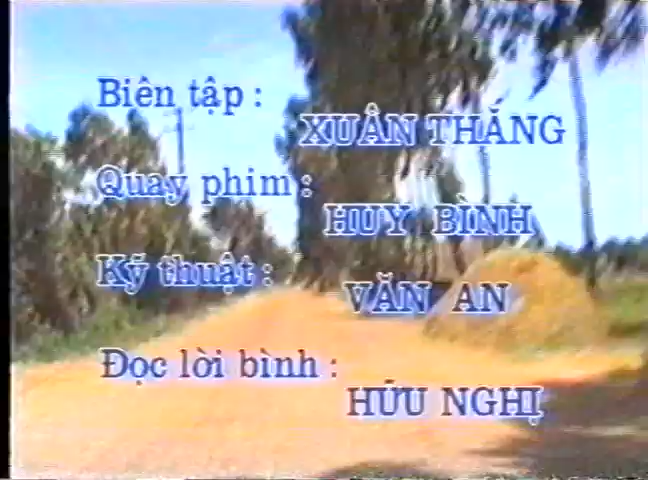 Biên tập :
XUÂN THẮNG
Quay phim :
HUY BÌNH
Kỹ thuật :
VĂN AN
Đọc lời bình :
HỮU NGHỊ